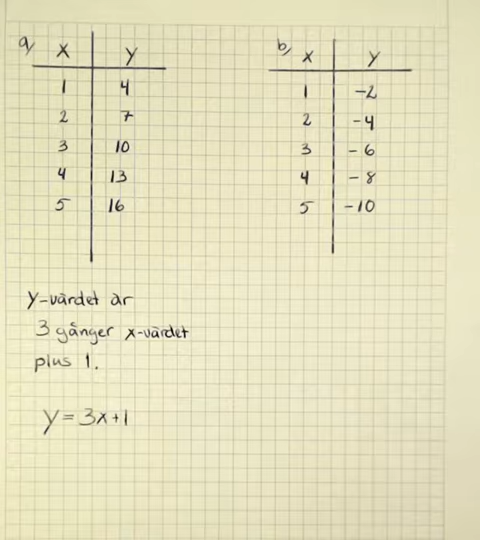 a) x y
1 4
2 7
3 10
4 13
5 16
b) x y
1 -2
2 -4
3 -6
4 -8
5 -10
y-värdet är
3 gånger x-värdet
plus 1.
y=3x+1